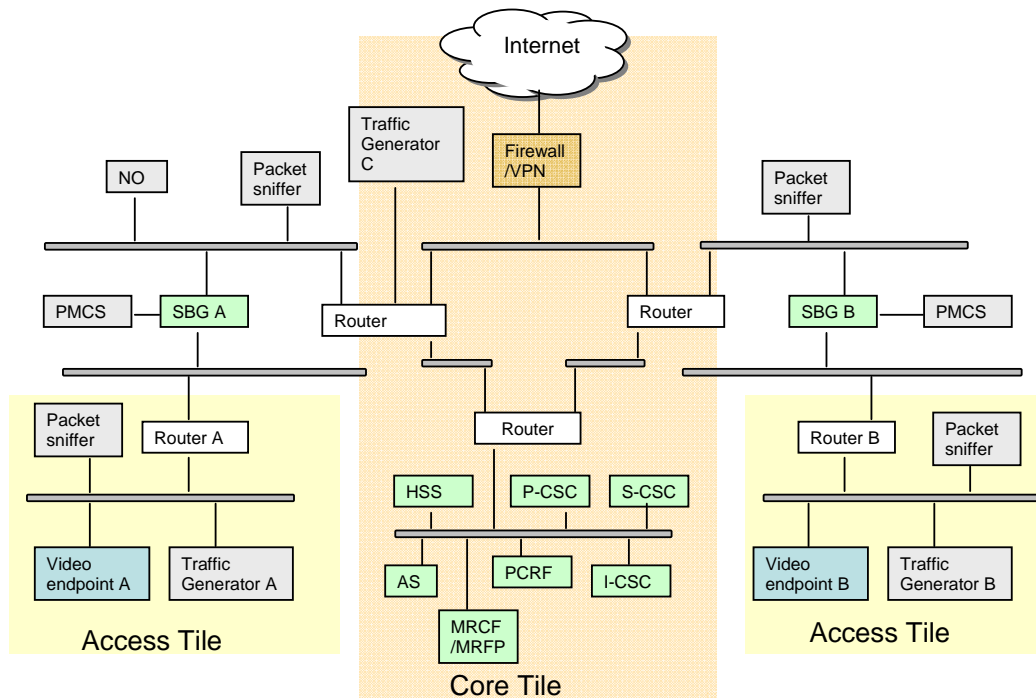 Internet
Traffic
Generator
C
Firewall
/VPN
NO
Packet
sniffer
Packet
sniffer
PMCS
SBG A
Router
Router
SBG B
PMCS
Packet
sniffer
Router A
Router
Router B
Packet
sniffer
HSS
P-CSC
S-CSC
Video
endpoint A
Traffic
Generator A
AS
PCRF
I-CSC
Video
endpoint B
Traffic
Generator B
MRCF
/MRFP
Access Tile
Access Tile
Core Tile